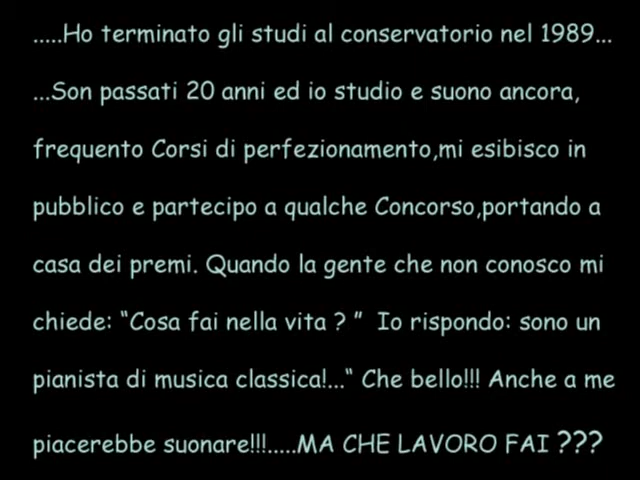 .....Ho terminato gli studi al conservatorio nel 1989...
...Son passati 20 anni ed io studio e suono ancora,
frequento Corsi di perfezionamento,mi esibisco in
pubblico e partecipo a qualche Concorso,portando a
casa dei premi. Quando la gente che non conosco mi
chiede: “Cosa fai nella vita ? ” Io rispondo: sono un
pianista di musica classica!...“ Che bello!!! Anche a me
piacerebbe suonare!!!.....MA CHE LAVORO FAI ???